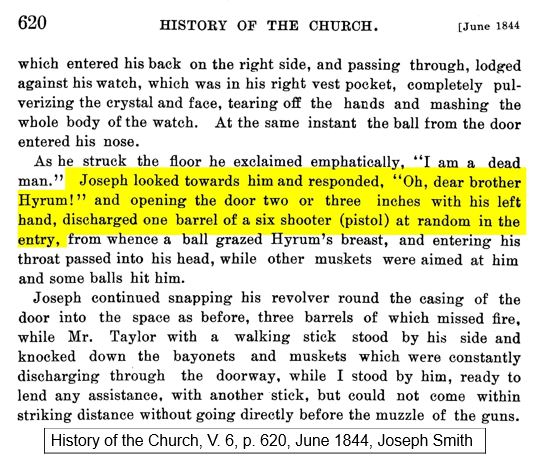 620 HISTORY OF THE CHURCH. [June 1844
which entered his back on the right side, and passing through, lodged
against his watch, which was in his right vest pocket, completely pul-
verizing the crystal and face, tearing off the hands and mashing the
whole body of the watch. At the same instant the ball from the door
entered his nose.
As he struck the floor he exclaimed emphatically, "I am a dead
man." Joseph looked towards him and responded, "Oh, dear brother
Hyrum!" and opening the door two or three inches with his left
hand, discharged one barrel of a six shooter (pistol) at random in the
entry, from whence a ball grazed Hyrum's breast, and entering his
throat passed into his head, while other muskets were aimed at him
and some balls hit him.
Joseph continued snapping his revolver round the casing of the
door into the space as before, three barrels of which missed fire,
while Mr. Taylor with a walking stick stood by his side and
knocked down the bayonets and muskets which were constantly
discharging through the doorway, while I stood by him, ready to
lend any assistance, with another stick, but could not come within
striking distance without going directly before the muzzle of the guns.
History of the Church, V. 6, p. 620, June 1844, Joseph Smith